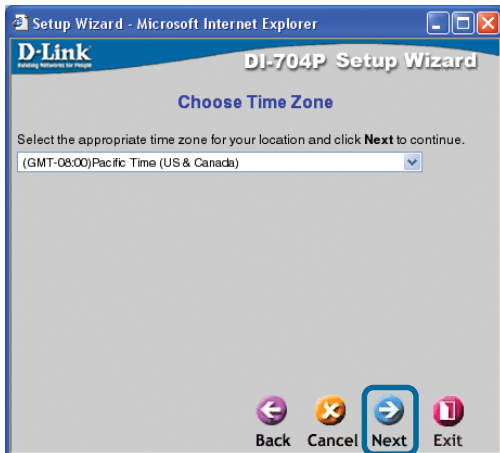 Setup Wizard - Microsoft Internet Explorer
D-Link
Building Networks for People
DI-704P Setup Wizard
Choose Time Zone
Select the appropriate time zone for your location and click Next to continue.
(GMT-08:00)Pacific Time (US & Canada)
Back Cancel Next Exit